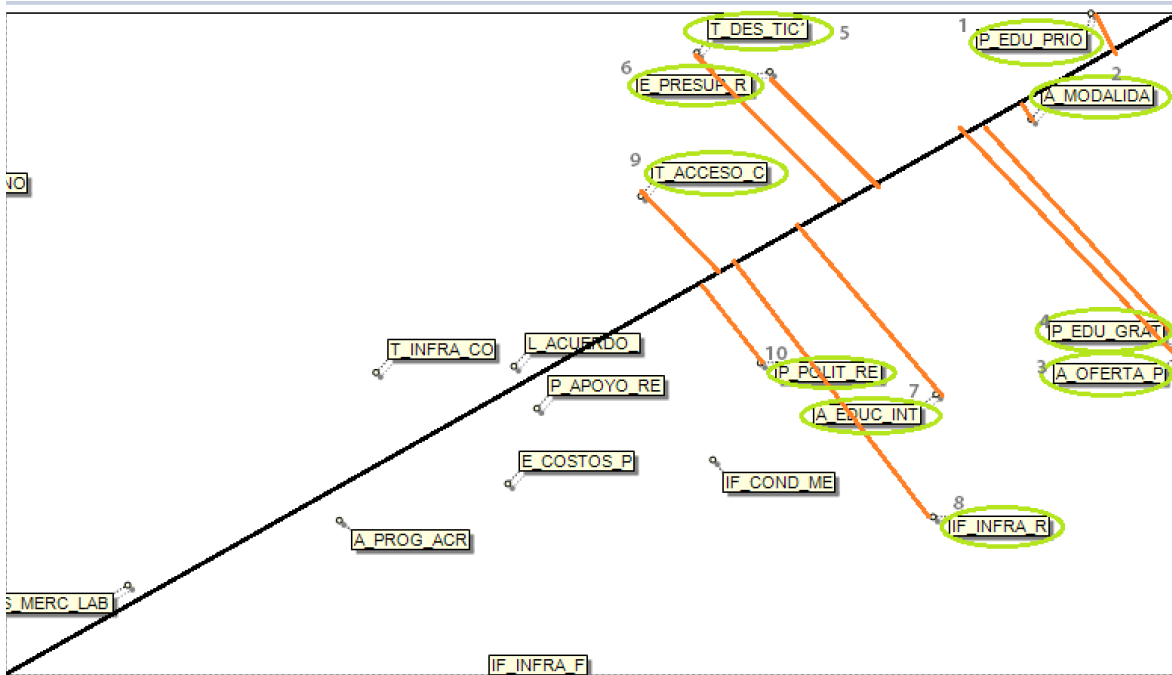 T_DES_TIC
5
1
P_EDU_PRIO
6
E_PRESUP_R
2
A_MODALIDA
9
T_ACCESO_C
NO
4
P_EDU_GRAT
T_INFRA_CO
L_ACUERDO_
10
P_POLIT_RE
3
A_OFERTA_P
P_APOYO_RE
7
A_EDUC_INT
E_COSTOS_P
IF_COND_ME
8
IF_INFRA_R
A_PROG_ACR
S_MERC_LAB
IF_INFRA_F